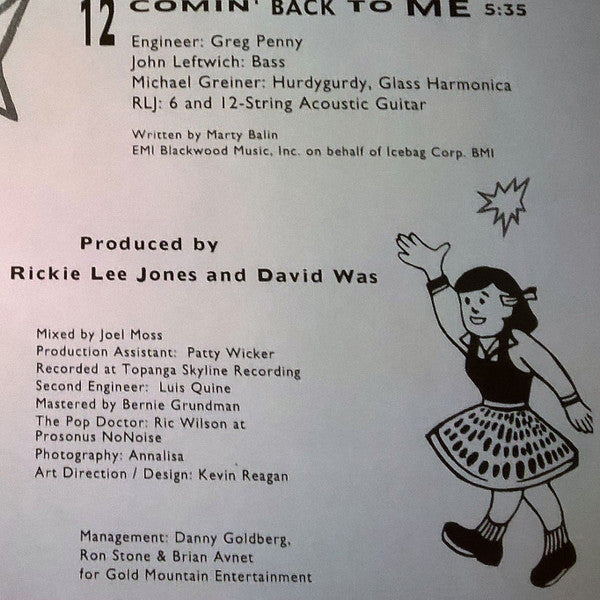 12 COMIN' BACK TO ME 5:35
Engineer: Greg Penny
John Leftwich: Bass
Michael Greiner: Hurdygurdy, Glass Harmonica
RLJ: 6 and 12-String Acoustic Guitar
Written by Marty Balin
EMI Blackwood Music, Inc. on behalf of Icebag Corp. BMI
Produced by
Rickie Lee Jones and David Was
Mixed by Joel Moss
Production Assistant: Patty Wicker
Recorded at Topanga Skyline Recording
Second Engineer: Luis Quine
Mastered by Bernie Grundman
The Pop Doctor: Ric Wilson at
Prosonus NoNoise
Photography: Annalisa
Art Direction / Design: Kevin Reagan
Management: Danny Goldberg,
Ron Stone & Brian Avnet
for Gold Mountain Entertainment